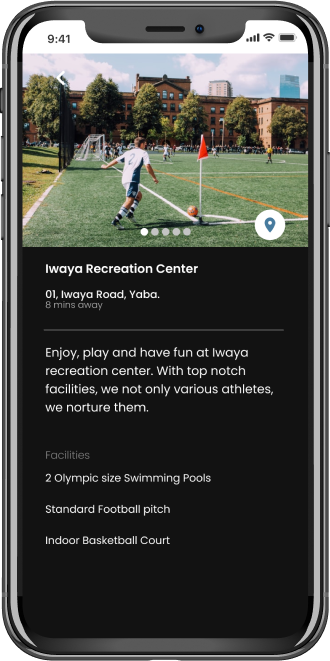 9:41
2
Iwaya Recreation Center
01, Iwaya Road, Yaba.
8 mins away
Enjoy, play and have fun at Iwaya
recreation center. With top notch
facilities, we not only various athletes,
we norture them.
Facilities
2 Olympic size Swimming Pools
Standard Football pitch
Indoor Basketball Court